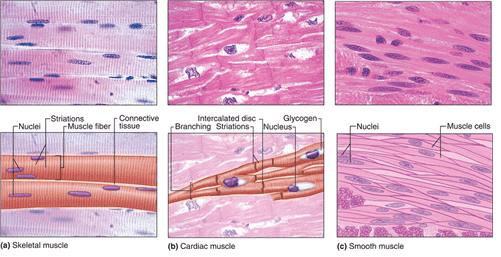 Striations
Nuclei
Muscle fiber
Connective
tissue
Intercalated disc
Glycogen
Branching
Striations
Nucleus
Nuclei
Muscle cells
(a) Skeletal muscle
(b) Cardiac muscle
(c) Smooth muscle